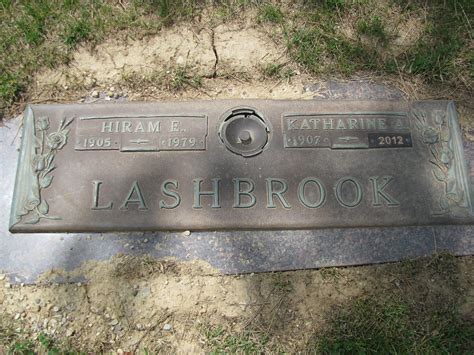 HIRAM E. KATHARINE
1905 1979 1907 2012
LASHBROOK